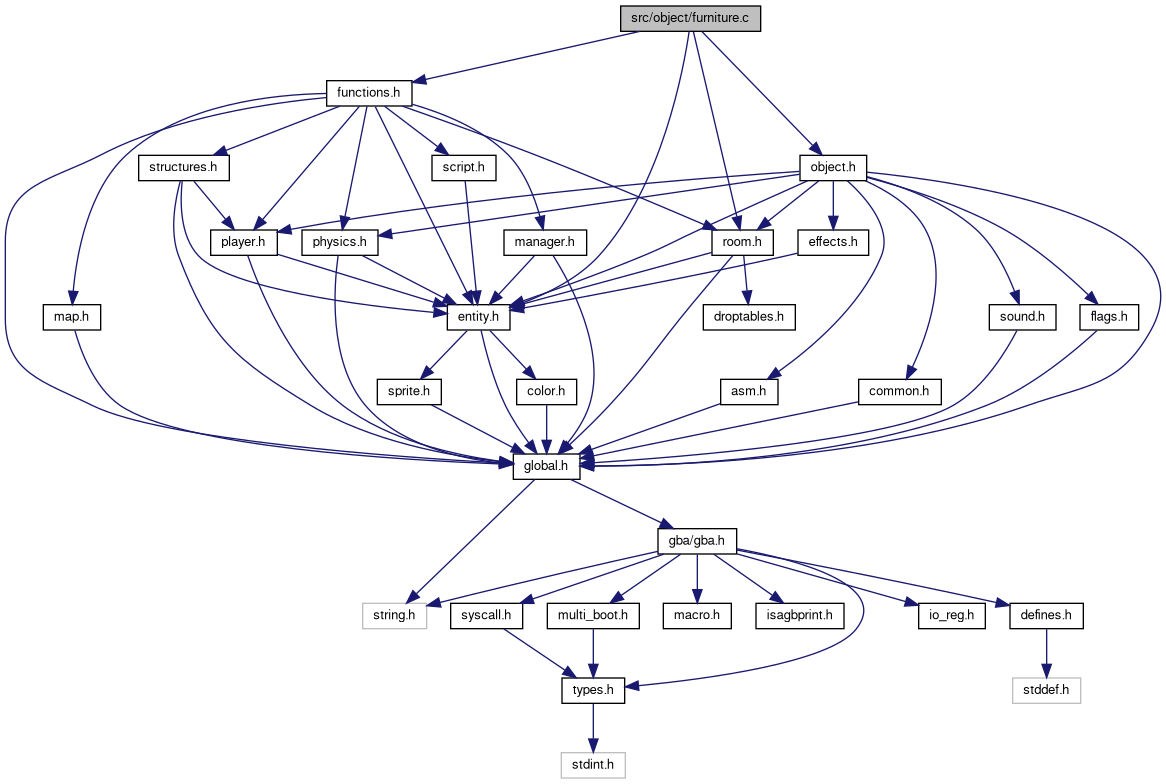 src/object/furniture.c
functions.h
structures.h
script.h
object.h
player.h
physics.h
manager.h
room.h
effects.h
map.h
entity.h
droptables.h
sound.h
flags.h
sprite.h
color.h
asm.h
common.h
global.h
gba/gba.h
string.h
syscall.h
multi_boot.h
macro.h
isagbprint.h
io_reg.h
defines.h
types.h
stddef.h
stdint.h